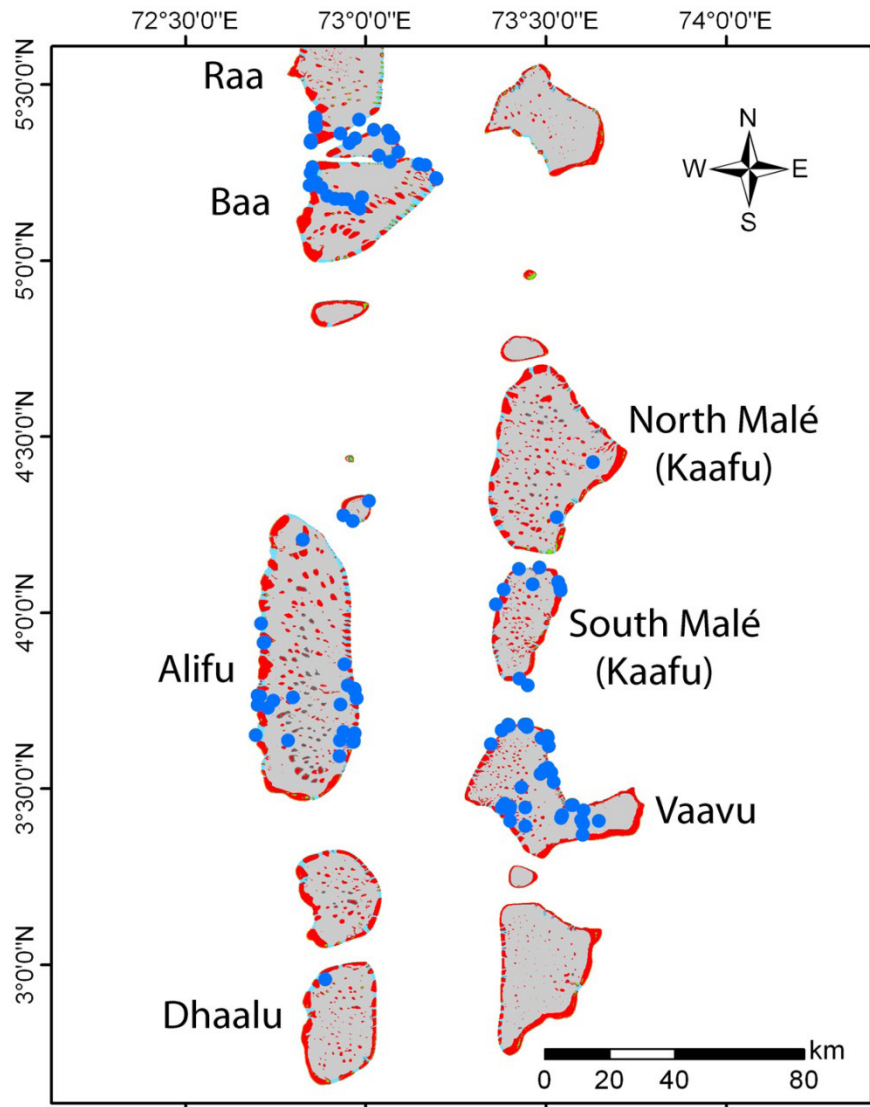 72°30'0"E 73°0'0"E 73°30'0"E 74°0'0"E
5°30'0"N
5°0'0"N
4°30'0"N
4°0'0"N
3°30'0"N
3°0'0"N
Raa
N
W E
S
Baa
North Malé
(Kaafu)
South Malé
(Kaafu)
Alifu
Vaavu
Dhaalu
km
0 20 40 80